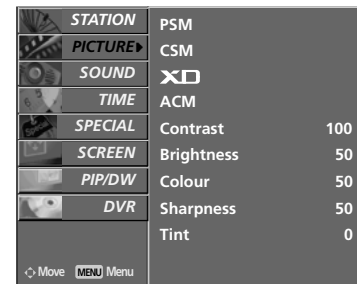 STATION
PICTURE
SOUND
TIME
SPECIAL
SCREEN
PIP/DW
DVR
Move MENU Menu
PSM
CSM
XD
ACM
Contrast 100
Brightness 50
Colour 50
Sharpness 50
Tint 0